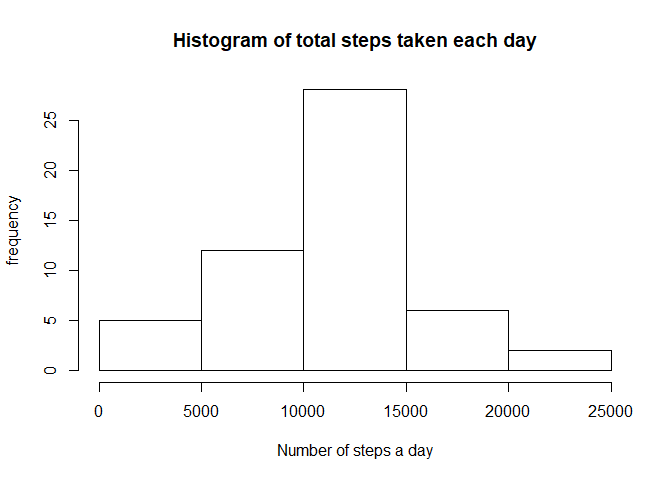 Histogram of total steps taken each day
frequency
25
20
15
10
5
0
0 5000 10000 15000 20000 25000
Number of steps a day